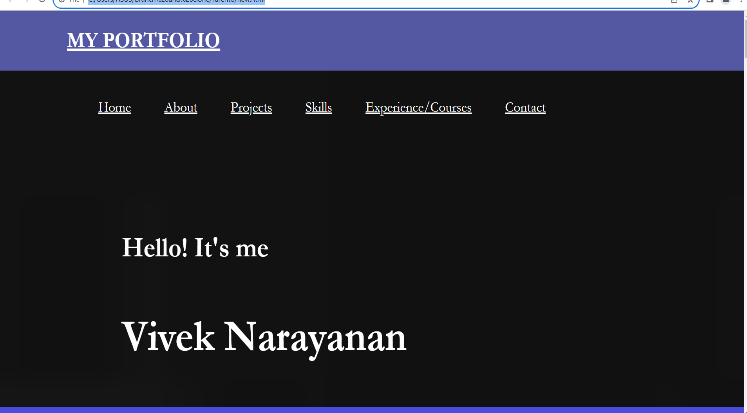 MY PORTFOLIO
Home About Projects Skills Experience/Courses Contact
Hello! It's me
Vivek Narayanan